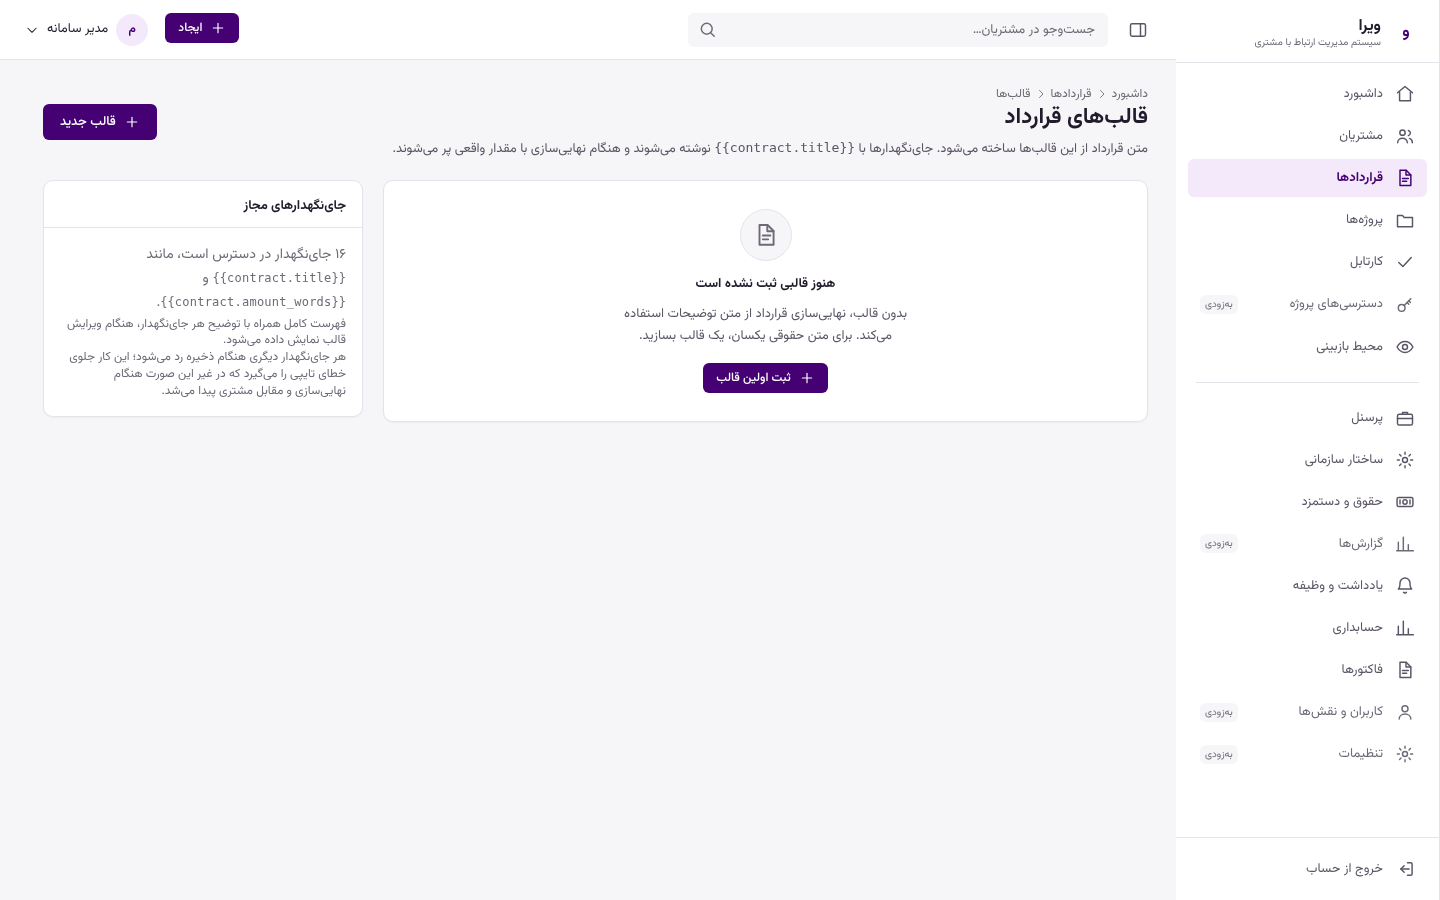 و
ویرا
سیستم مدیریت ارتباط با مشتری
داشبورد
مشتریان
قراردادها
پروژه‌ها
کارتابل
دسترسی‌های پروژه
به‌زودی
محیط بازبینی
پرسنل
ساختار سازمانی
حقوق و دستمزد
گزارش‌ها
به‌زودی
یادداشت و وظیفه
حسابداری
فاکتورها
کاربران و نقش‌ها
به‌زودی
تنظیمات
به‌زودی
خروج از حساب
جست‌وجو در مشتریان...
ایجاد
م
مدیر سامانه
داشبورد
قراردادها
قالب‌ها
قالب‌های قرارداد
متن قرارداد از این قالب‌ها ساخته می‌شود. جای‌نگهدارها با {{contract.title}} نوشته می‌شوند و هنگام نهایی‌سازی با مقدار واقعی پر می‌شوند.
قالب جدید
هنوز قالبی ثبت نشده است
بدون قالب، نهایی‌سازی قرارداد از متن توضیحات استفاده
می‌کند. برای متن حقوقی یکسان، یک قالب بسازید.
ثبت اولین قالب
جای‌نگهدارهای مجاز
۱۶ جای‌نگهدار در دسترس است، مانند
{{contract.title}} و
{{contract.amount_words}}.
فهرست کامل همراه با توضیح هر جای‌نگهدار، هنگام ویرایش
قالب نمایش داده می‌شود.
هر جای‌نگهدار دیگری هنگام ذخیره رد می‌شود؛ این کار جلوی
خطای تایپی را می‌گیرد که در غیر این صورت هنگام
نهایی‌سازی و مقابل مشتری پیدا می‌شد.